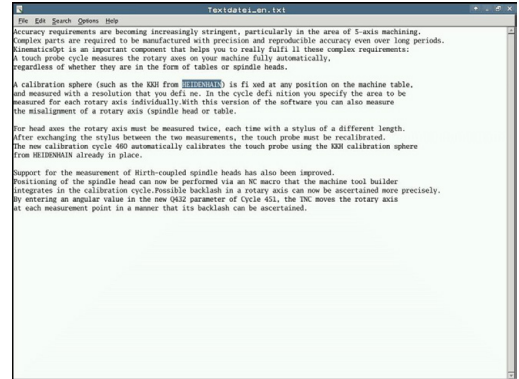 Textdatei_en.txt
File Edit Search Options Help
Accuracy requirements are becoming increasingly stringent, particularly in the area of 5-axis machining.
Complex parts are required to be manufactured with precision and reproducible accuracy even over long periods.
KinematicsOpt is an important component that helps you to really fulfi ll these complex requirements:
A touch probe cycle measures the rotary axes on your machine fully automatically,
regardless of whether they are in the form of tables or spindle heads.
A calibration sphere (such as the KKH from HEIDENHAIN) is fi xed at any position on the machine table,
and measured with a resolution that you defi ne. In the cycle defi nition you specify the area to be
measured for each rotary axis individually.With this version of the software you can also measure
the misalignment of a rotary axis (spindle head or table.
For head axes the rotary axis must be measured twice, each time with a stylus of a different length.
After exchanging the stylus between the two measurements, the touch probe must be recalibrated.
The new calibration cycle 460 automatically calibrates the touch probe using the KKH calibration sphere
from HEIDENHAIN already in place.
Support for the measurement of Hirth-coupled spindle heads has also been improved.
Positioning of the spindle head can now be performed via an NC macro that the machine tool builder
integrates in the calibration cycle.Possible backlash in a rotary axis can now be ascertained more precisely.
By entering an angular value in the new Q432 parameter of Cycle 451, the TNC moves the rotary axis
at each measurement point in a manner that its backlash can be ascertained.